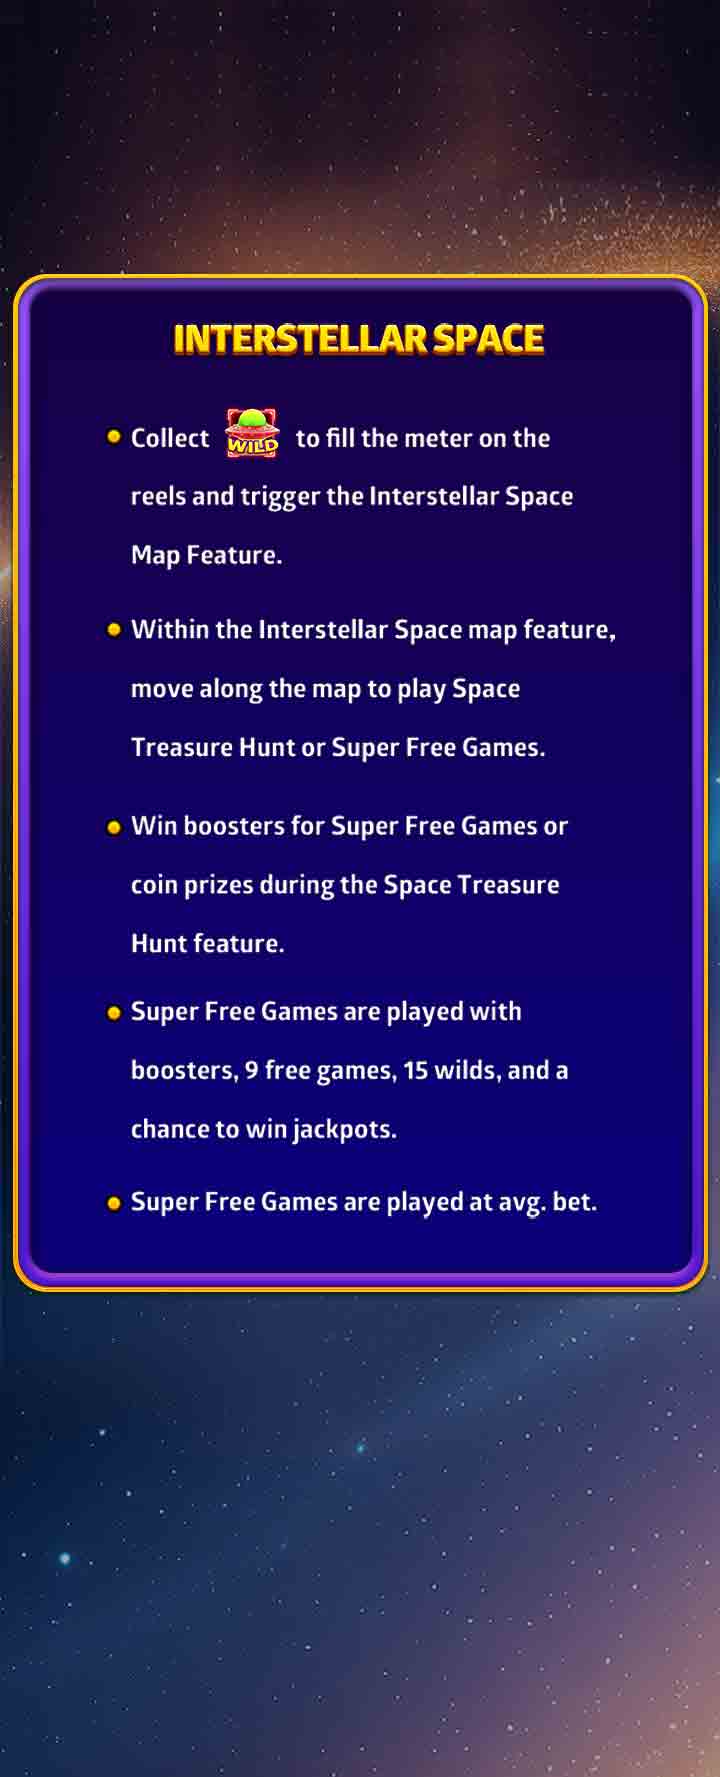 INTERSTELLAR SPACE
Collect WILD to fill the meter on the
reels and trigger the Interstellar Space
Map Feature.
Within the Interstellar Space map feature,
move along the map to play Space
Treasure Hunt or Super Free Games.
Win boosters for Super Free Games or
coin prizes during the Space Treasure
Hunt feature.
Super Free Games are played with
boosters, 9 free games, 15 wilds, and a
chance to win jackpots.
Super Free Games are played at avg. bet.